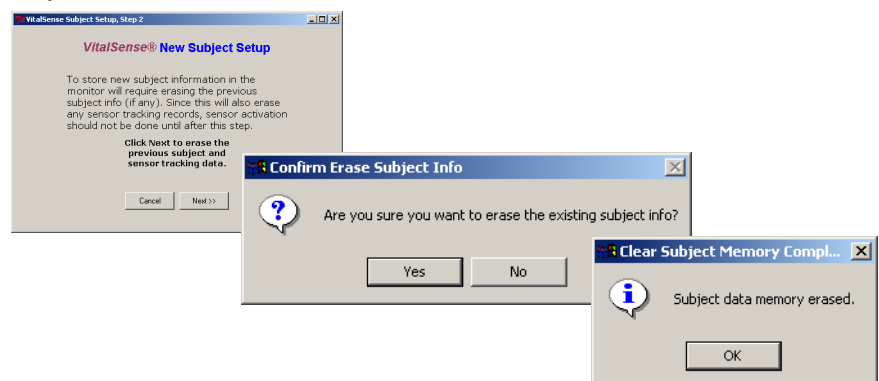 VitalSense Subject Setup, Step 2
VitalSense® New Subject Setup
To store new subject information in the
monitor will require erasing the previous
subject info (if any). Since this will also erase
any sensor tracking records, sensor activation
should not be done until after this step.
Click Next to erase the
previous subject and
sensor tracking data.
Cancel Next >>
Confirm Erase Subject Info
Are you sure you want to erase the existing subject info?
Yes No
Clear Subject Memory Compl...
Subject data memory erased.
OK